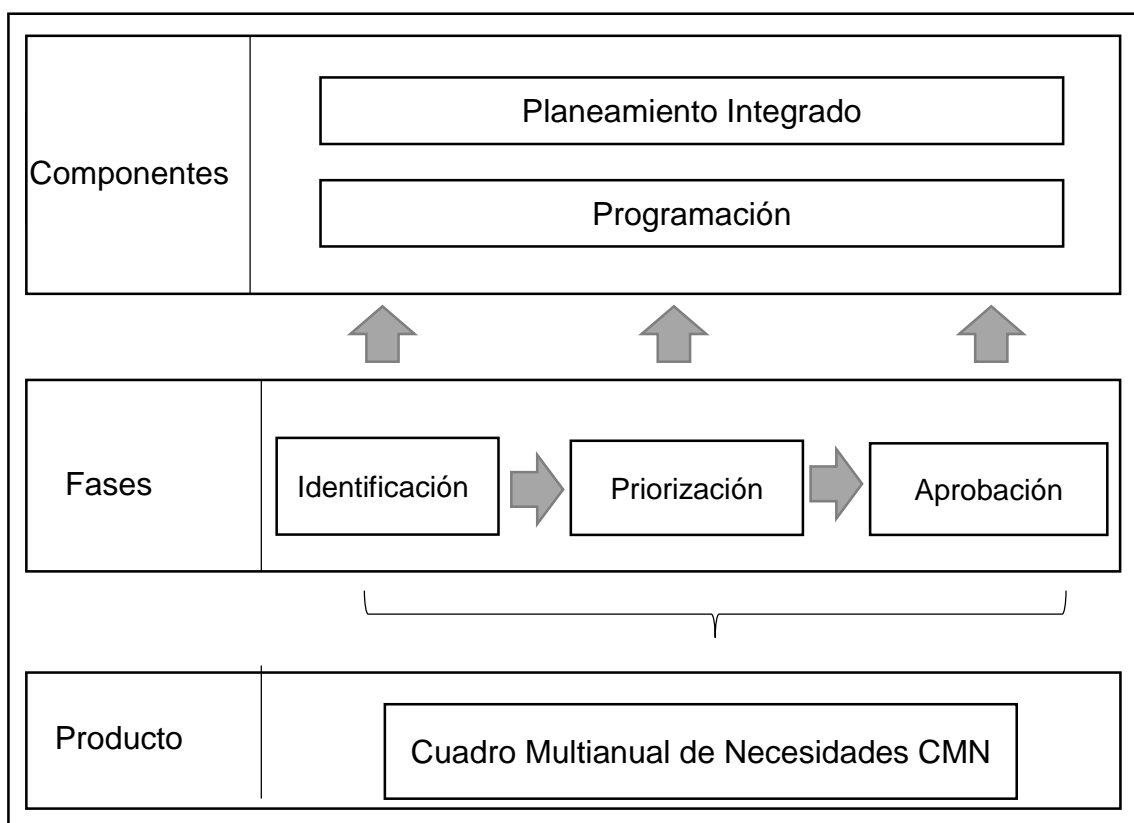 Componentes
Planeamiento Integrado
Programación
Fases
Identificación
Priorización
Aprobación
Producto
Cuadro Multianual de Necesidades CMN